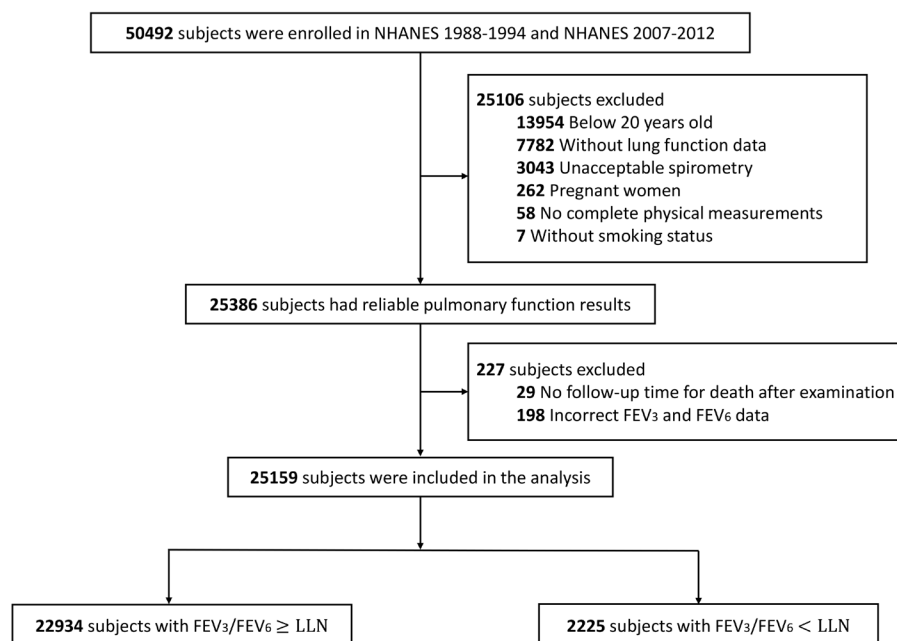 50492 subjects were enrolled in NHANES 1988-1994 and NHANES 2007-2012
25106 subjects excluded
13954 Below 20 years old
7782 Without lung function data
3043 Unacceptable spirometry
262 Pregnant women
58 No complete physical measurements
7 Without smoking status
25386 subjects had reliable pulmonary function results
227 subjects excluded
29 No follow-up time for death after examination
198 Incorrect FEV₃ and FEV₆ data
25159 subjects were included in the analysis
22934 subjects with FEV₃/FEV₆ ≥ LLN
2225 subjects with FEV₃/FEV₆ < LLN